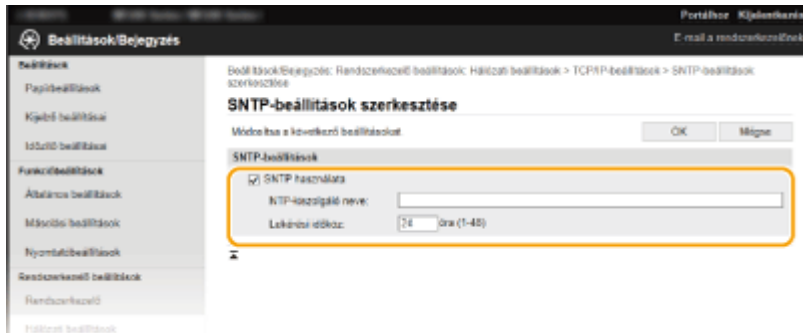 Portálhoz Kijelentkezés
Beállítások/Bejegyzés
E-mail a rendszerkezelőnek
Beállítások
Papírbeállítások
Kijelző beállításai
Időzítő beállításai
Funkcióbeállítások
Általános beállítások
Másolási beállítások
Nyomtatóbeállítások
Rendszerkezelő beállítások
Rendszerkezelő
Hálózati beállítások
Beállítások/Bejegyzés: Rendszerkezelő beállítások: Hálózati beállítások > TCP/IP-beállítások > SNTP-beállítások
szerkesztése
SNTP-beállítások szerkesztése
Módosítsa a következő beállításokat.
OK Mégse
SNTP-beállítások
SNTP használata
NTP-kiszolgáló neve:
Lekérési időköz: 24 óra (1-48)